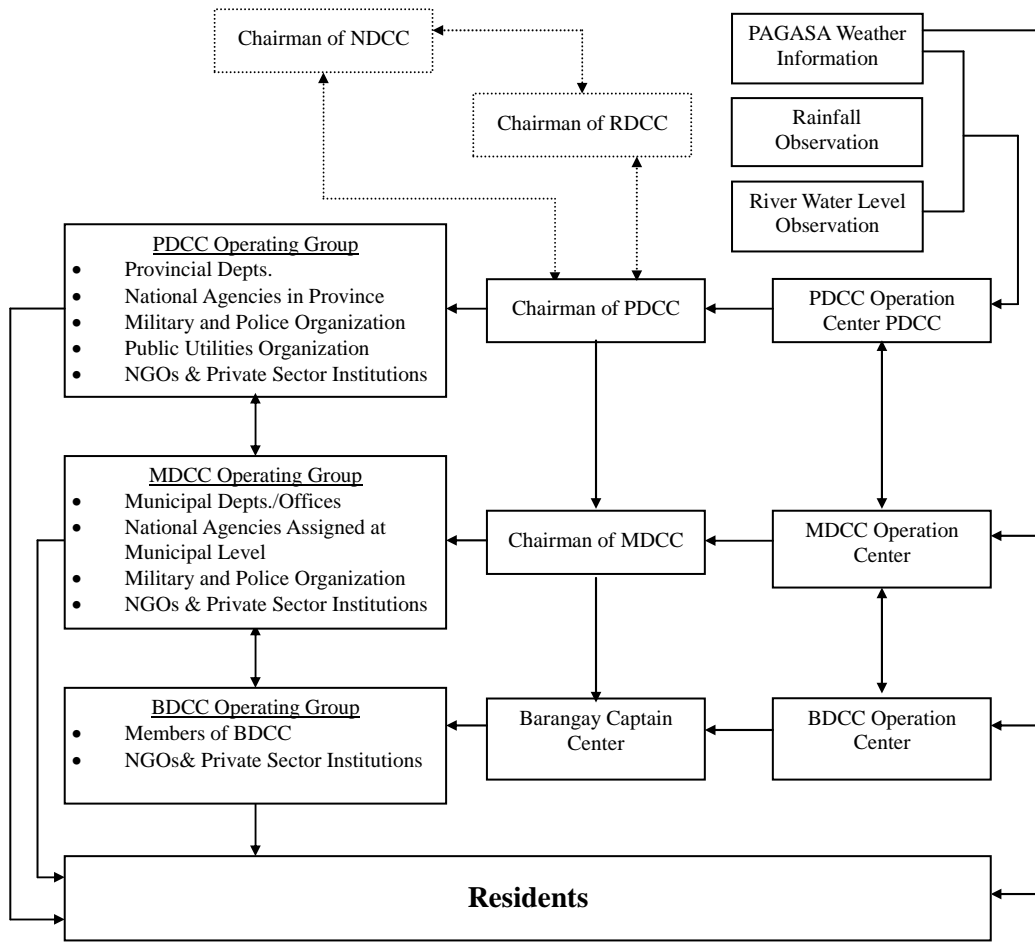 Chairman of NDCC
PAGASA Weather
Information
Chairman of RDCC
Rainfall
Observation
River Water Level
Observation
PDCC Operating Group
• Provincial Depts.
• National Agencies in Province
• Military and Police Organization
• Public Utilities Organization
• NGOs & Private Sector Institutions
Chairman of PDCC
PDCC Operation
Center PDCC
MDCC Operating Group
• Municipal Depts./Offices
• National Agencies Assigned at
Municipal Level
• Military and Police Organization
• NGOs & Private Sector Institutions
Chairman of MDCC
MDCC Operation
Center
BDCC Operating Group
• Members of BDCC
• NGOs& Private Sector Institutions
Barangay Captain
Center
BDCC Operation
Center
Residents